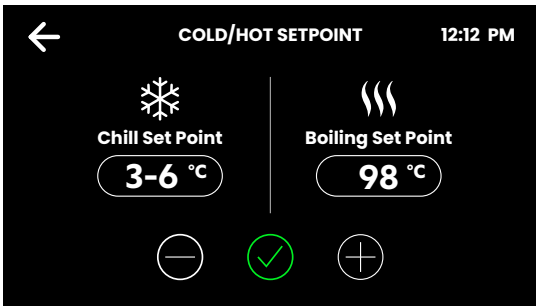 COLD/HOT SETPOINT 12:12 PM
Chill Set Point
3-6 °C
Boiling Set Point
98 °C